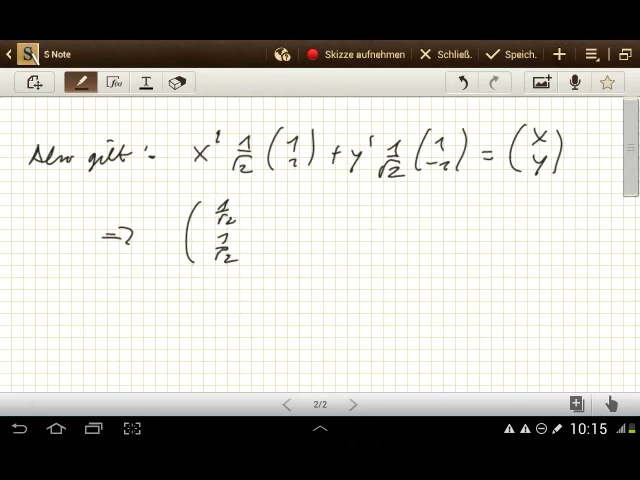 S Note
Skizze aufnehmen
Schließ.
Speich.
f(x)
T
Also gilt: x' 1/√2 (1 1) + y' 1/√2 (1 -1) = (x y)
=> ( 1/√2 1/√2
2/2
10:15